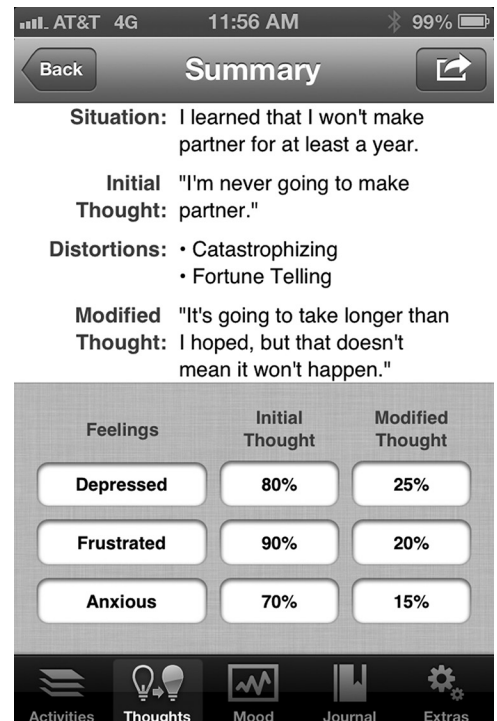 AT&T 4G 11:56 AM 99%
Back Summary
Situation: I learned that I won't make
partner for at least a year.
Initial "I'm never going to make
Thought: partner."
Distortions: • Catastrophizing
• Fortune Telling
Modified "It's going to take longer than
Thought: I hoped, but that doesn't
mean it won't happen."
Feelings Initial Thought Modified Thought
Depressed 80% 25%
Frustrated 90% 20%
Anxious 70% 15%
Activities Thoughts Mood Journal Extras